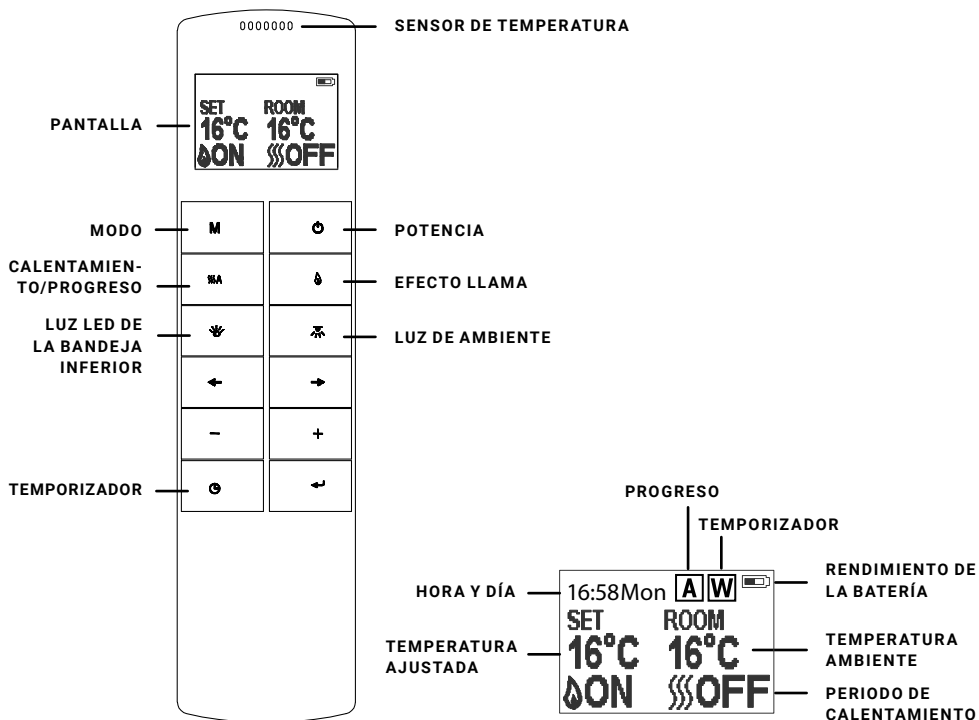 SENSOR DE TEMPERATURA
SET ROOM
16°C 16°C
ON OFF
PANTALLA
MODO
M
POTENCIA
CALENTAMIEN-
TO/PROGRESO
A
EFECTO LLAMA
LUZ LED DE
LA BANDEJA
INFERIOR
LUZ DE AMBIENTE
- +
TEMPORIZADOR
PROGRESO
TEMPORIZADOR
HORA Y DÍA
16:58Mon A W
RENDIMIENTO DE
LA BATERÍA
SET ROOM
16°C 16°C
TEMPERATURA
AJUSTADA
TEMPERATURA
AMBIENTE
ON OFF
PERIODO DE
CALENTAMIENTO